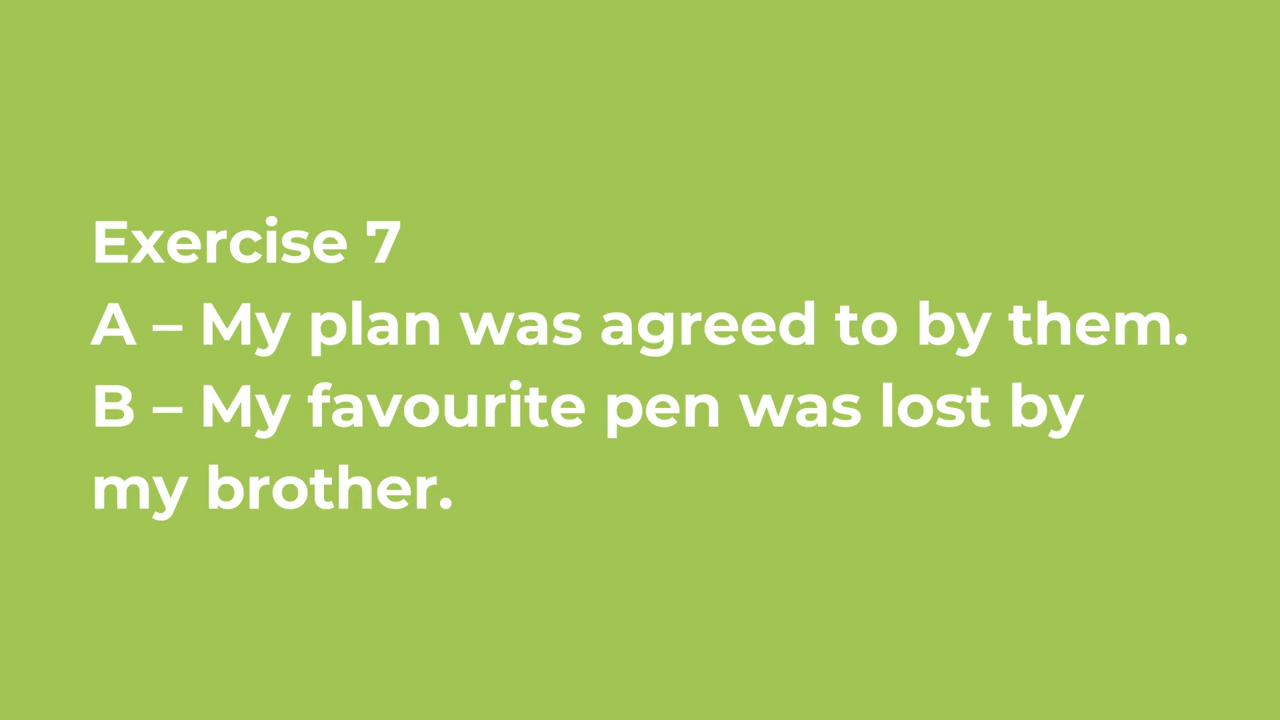 Exercise 7
A – My plan was agreed to by them.
B – My favourite pen was lost by
my brother.